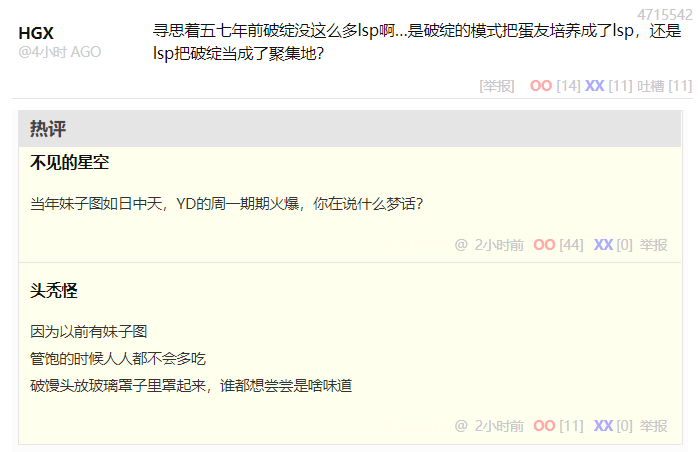 4715542
HGX
@4小时 AGO
寻思着五七年前破绽没这么多lsp啊...是破绽的模式把蛋友培养成了lsp，还是
lsp把破绽当成了聚集地？
[举报] OO [14] XX [11] 吐槽 [11]
热评
不见的星空
当年妹子图如日中天，YD的周一期期火爆，你在说什么梦话？
@ 2小时前 OO [44] XX [0] 举报
头秃怪
因为以前有妹子图
管饱的时候人人都不会多吃
破馒头放玻璃罩子里罩起来，谁都想尝尝是啥味道
@ 2小时前 OO [11] XX [0] 举报